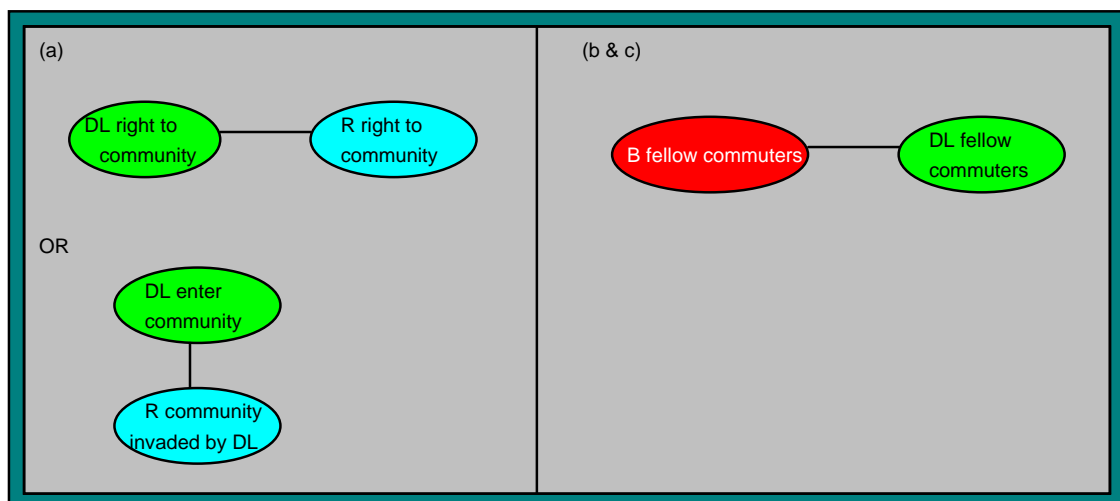 (a)
DL right to
community
R right to
community
OR
DL enter
community
R community
invaded by DL
(b & c)
B fellow commuters
DL fellow
commuters